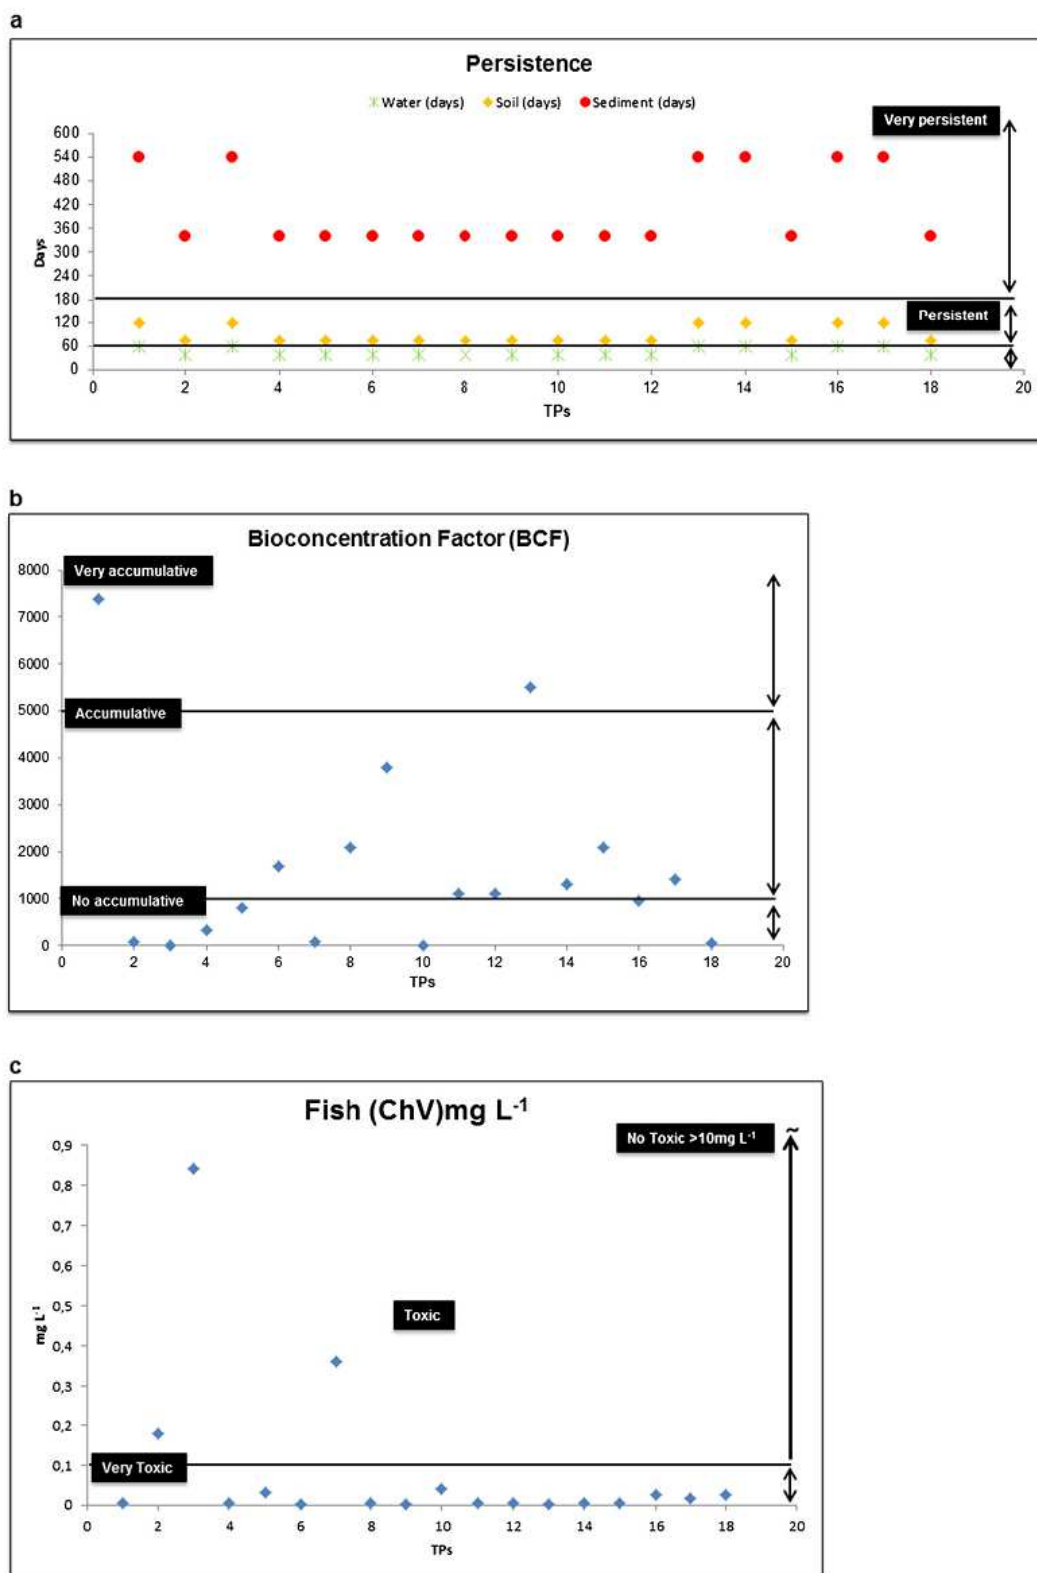 a
Persistence
Water (days) Soil (days) Sediment (days)
Very persistent
600
540
480
420
360
300
240
180
120
60
0
Days
Persistent
0 2 4 6 8 10 12 14 16 18 20
TPs
b
Bioconcentration Factor (BCF)
8000
7000
6000
5000
4000
3000
2000
1000
0
Very accumulative
Accumulative
No accumulative
0 2 4 6 8 10 12 14 16 18 20
TPs
c
Fish (ChV)mg L-1
No Toxic >10mg L-1
~
0,9
0,8
0,7
0,6
0,5
0,4
0,3
0,2
0,1
0
mg L-1
Toxic
Very Toxic
0 2 4 6 8 10 12 14 16 18 20
TPs